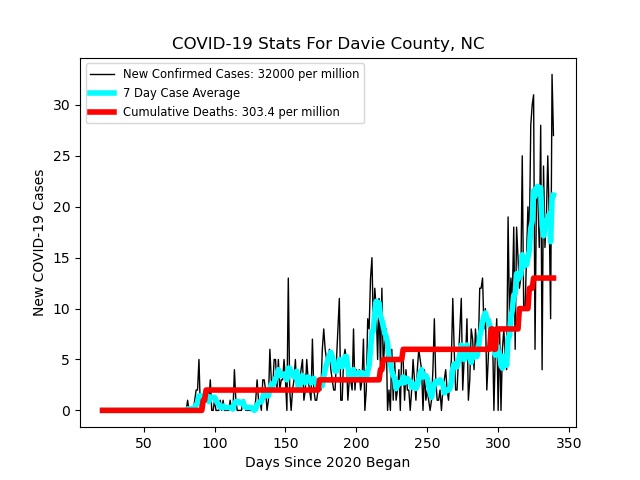 COVID-19 Stats For Davie County, NC
New Confirmed Cases: 32000 per million
7 Day Case Average
Cumulative Deaths: 303.4 per million
New COVID-19 Cases
30
25
20
15
10
5
0
50
100
150
200
250
300
350
Days Since 2020 Began